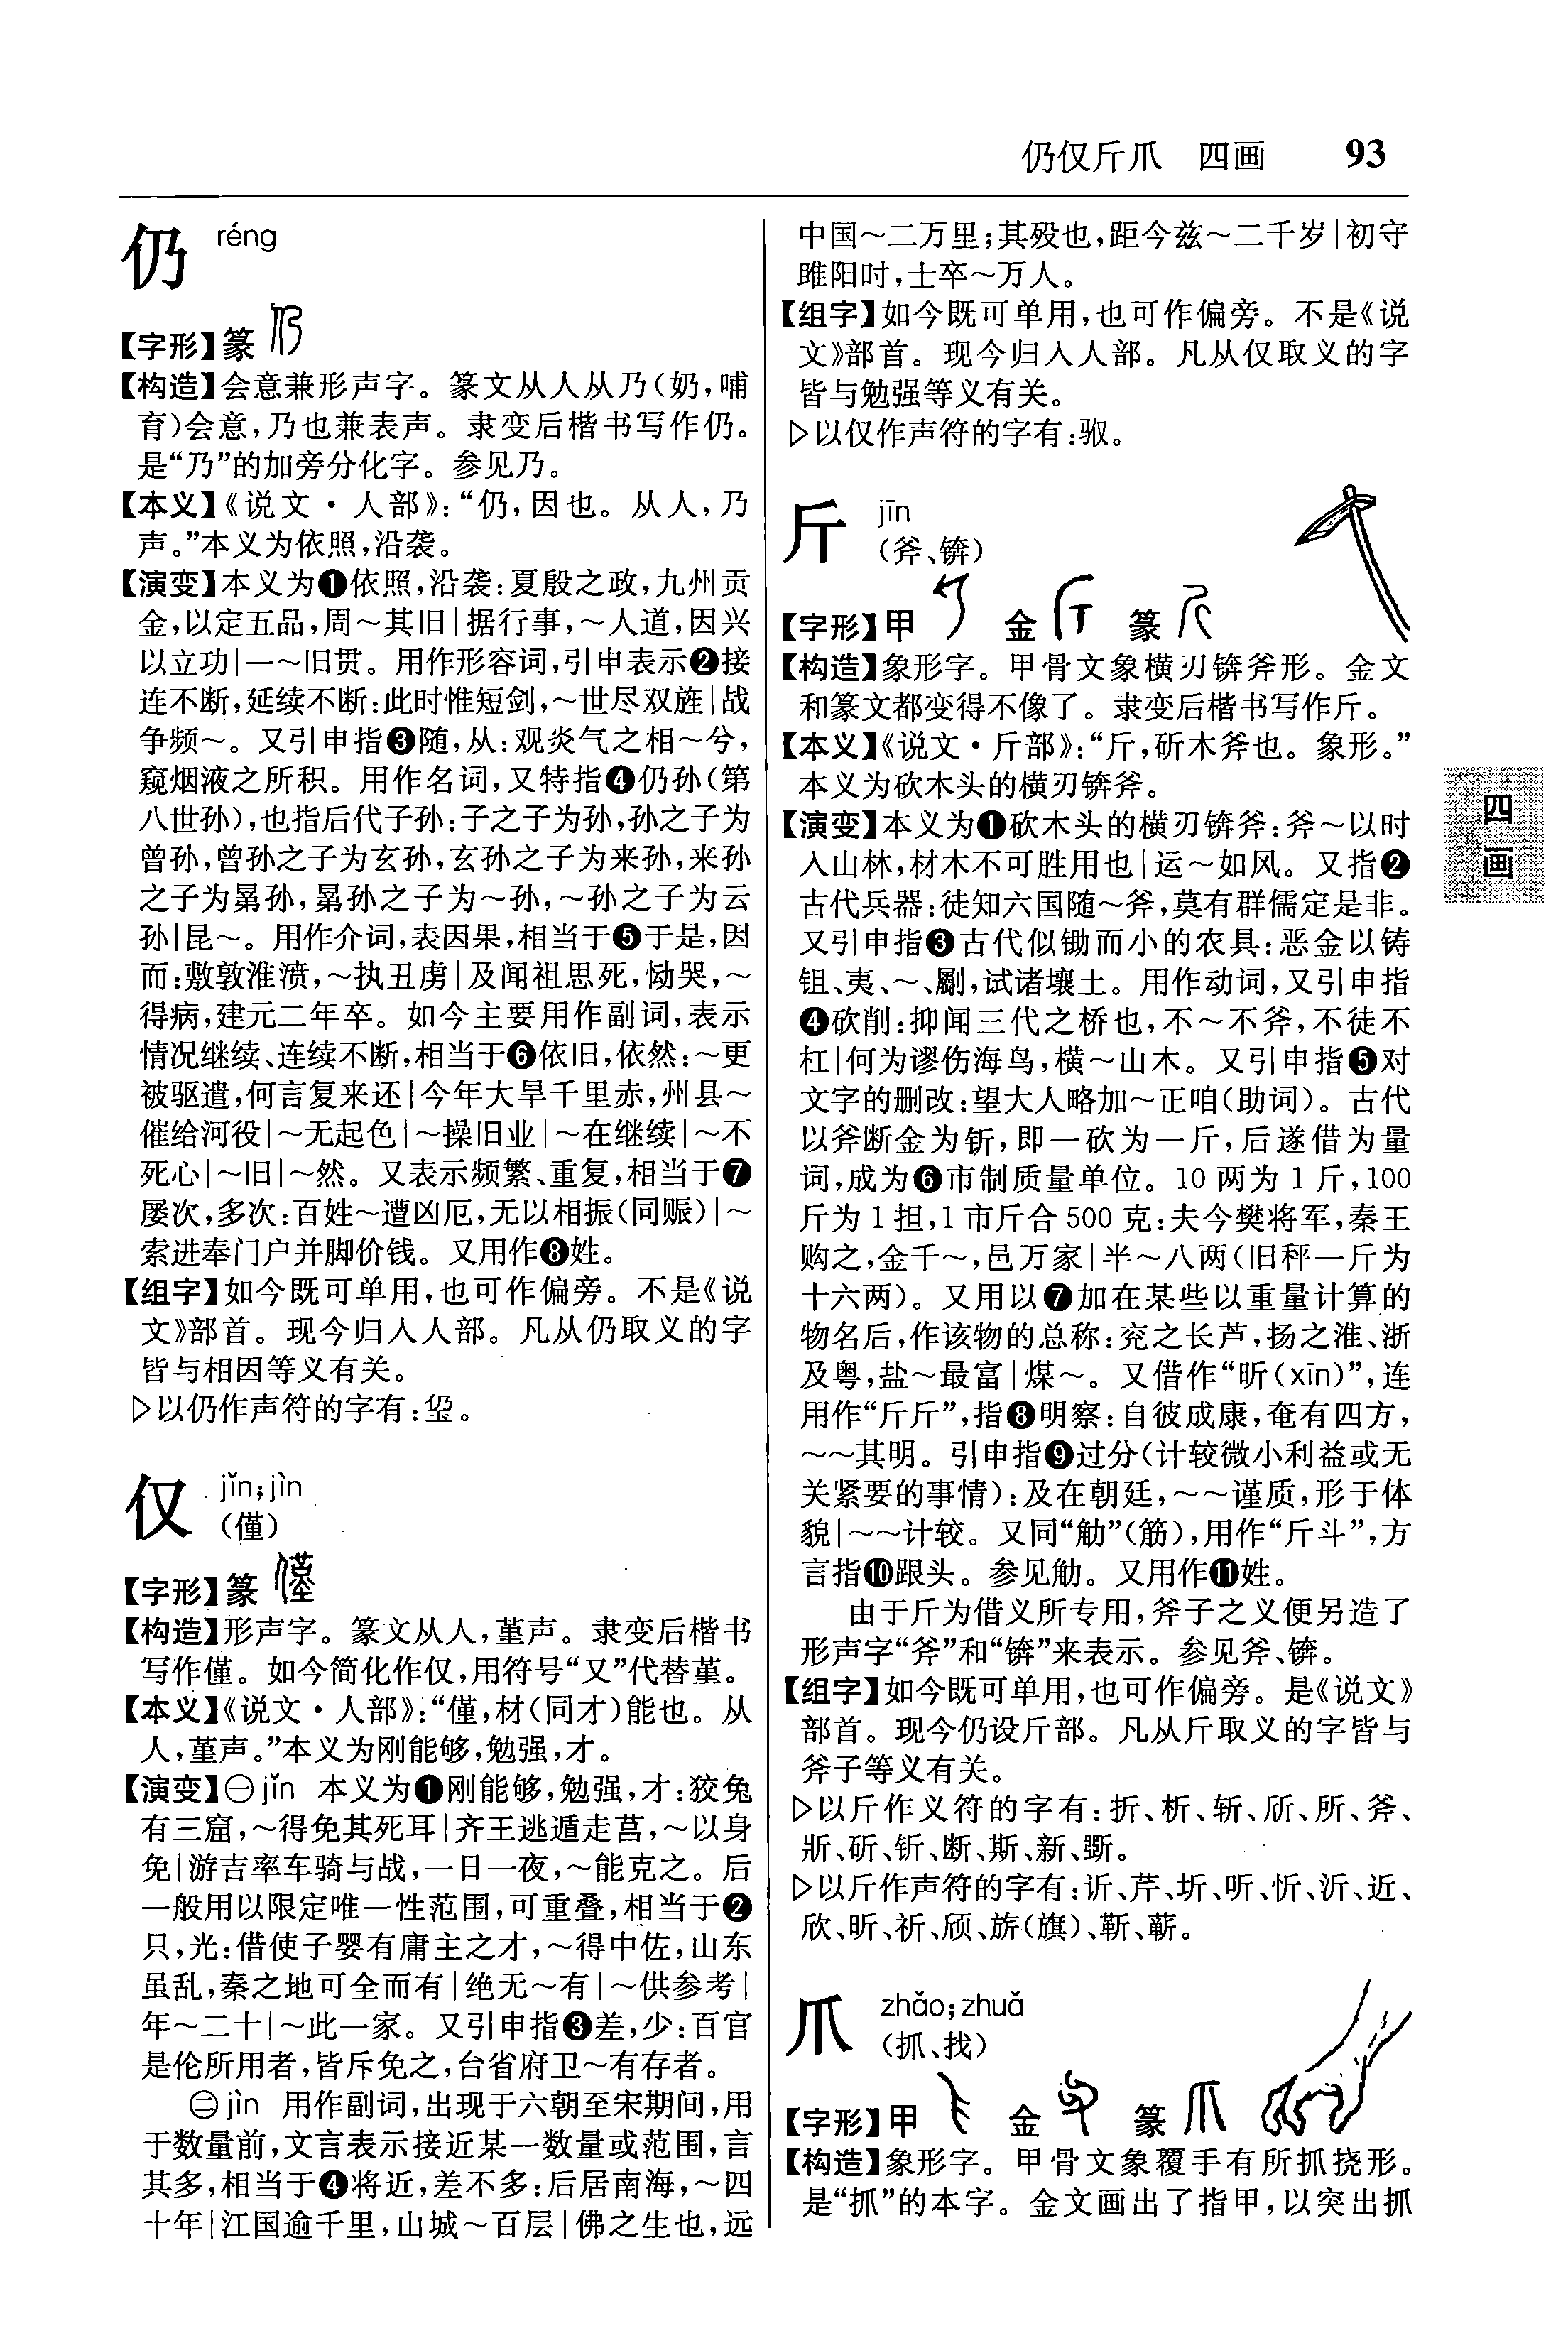 仍仅斤爪　四画　93
仍 réng
【字形】篆
【构造】会意兼形声字。篆文从人从乃(奶,哺
育)会意,乃也兼表声。隶变后楷书写作仍。
是“乃”的加旁分化字。参见乃。
【本义】《说文·人部》:“仍,因也。从人,乃
声。”本义为依照,沿袭。
【演变】本义为❶依照,沿袭:夏殷之政,九州贡
金,以定五品,周～其旧|据行事,～人道,因兴
以立功|一～旧贯。用作形容词,引申表示❷接
连不断,延续不断:此时惟短剑,～世尽双旌|战
争频～。又引申指❸随,从:观炎气之相～兮,
窥烟液之所积。用作名词,又特指❹仍孙(第
八世孙),也指后代子孙:子之子为孙,孙之子为
曾孙,曾孙之子为玄孙,玄孙之子为来孙,来孙
之子为晜孙,晜孙之子为～孙,～孙之子为云
孙|昆～。用作介词,表因果,相当于❺于是,因
而:敷敦淮濆,～执丑虏|及闻祖思死,恸哭,～
得病,建元二年卒。如今主要用作副词,表示
情况继续、连续不断,相当于❻依旧,依然:～更
被驱遣,何言复来还|今年大旱千里赤,州县～
催给河役|～无起色|～操旧业|～在继续|～不
死心|～旧|～然。又表示频繁、重复,相当于❼
屡次,多次:百姓～遭凶厄,无以相振(同赈)|～
索进奉门户并脚价钱。又用作❽姓。
【组字】如今既可单用,也可作偏旁。不是《说
文》部首。现今归入人部。凡从仍取义的字
皆与相因等义有关。
▷以仍作声符的字有:㘻。
仅 jǐn;jìn
(僅)
【字形】篆
【构造】形声字。篆文从人,堇声。隶变后楷书
写作僅。如今简化作仅,用符号“又”代替堇。
【本义】《说文·人部》:“僅,材(同才)能也。从
人,堇声。”本义为刚能够,勉强,才。
【演变】㊀jǐn 本义为❶刚能够,勉强,才:狡兔
有三窟,～得免其死耳|齐王逃遁走莒,～以身
免|游吉率车骑与战,一日一夜,～能克之。后
一般用以限定唯一性范围,可重叠,相当于❷
只,光:借使子婴有庸主之才,～得中佐,山东
虽乱,秦之地可全而有|绝无～有|～供参考|
年～二十|～此一家。又引申指❸差,少:百官
是伦所用者,皆斥免之,台省府卫～有存者。
㊁jìn 用作副词,出现于六朝至宋期间,用
于数量前,文言表示接近某一数量或范围,言
其多,相当于❹将近,差不多:后居南海,～四
十年|江国逾千里,山城～百层|佛之生也,远
中国～二万里;其殁也,距今兹～二千岁|初守
睢阳时,士卒～万人。
【组字】如今既可单用,也可作偏旁。不是《说
文》部首。现今归入人部。凡从仅取义的字
皆与勉强等义有关。
▷以仅作声符的字有:㧟。
斤 jīn
(斧、锛)
【字形】甲 金 篆
【构造】象形字。甲骨文象横刃锛斧形。金文
和篆文都变得不像了。隶变后楷书写作斤。
【本义】《说文·斤部》:“斤,斫木斧也。象形。”
本义为砍木头的横刃锛斧。
【演变】本义为❶砍木头的横刃锛斧:斧～以时
入山林,材木不可胜用也|运～如风。又指❷
古代兵器:徒知六国随～斧,莫有群儒定是非。
又引申指❸古代似锄而小的农具:恶金以铸
钼、夷、～、劚,试诸壤土。用作动词,又引申指
❹砍削:抑闻三代之桥也,不～不斧,不徒不
杠|何为谬伤海鸟,横～山木。又引申指❺对
文字的删改:望大人略加～正咱(助词)。古代
以斧断金为釿,即一砍为一斤,后遂借为量
词,成为❻市制质量单位。10两为1斤,100
斤为1担,1市斤合500克:夫今樊将军,秦王
购之,金千～,邑万家|半～八两(旧秤一斤为
十六两)。又用以❼加在某些以重量计算的
物名后,作该物的总称:兖之长芦,扬之淮、浙
及粤,盐～最富|煤～。又借作“昕(xīn)”,连
用作“斤斤”,指❽明察:自彼成康,奄有四方,
～～其明。引申指❾过分(计较微小利益或无
关紧要的事情):及在朝廷,～～谨质,形于体
貌|～～计较。又同“觔”(筋),用作“斤斗”,方
言指❿跟头。参见觔。又用作⓫姓。
由于斤为借义所专用,斧子之义便另造了
形声字“斧”和“锛”来表示。参见斧、锛。
【组字】如今既可单用,也可作偏旁。是《说文》
部首。现今仍设斤部。凡从斤取义的字皆与
斧子等义有关。
▷以斤作义符的字有:折、析、斩、斦、所、斧、
斨、斫、釿、断、斯、新、斲。
▷以斤作声符的字有:䜣、芹、圻、听、忻、沂、近、
欣、昕、祈、颀、旂(旗)、靳、蕲。
四画
爪 zhǎo;zhuǎ
(抓、找)
【字形】甲 金 篆
【构造】象形字。甲骨文象覆手有所抓挠形。
是“抓”的本字。金文画出了指甲,以突出抓